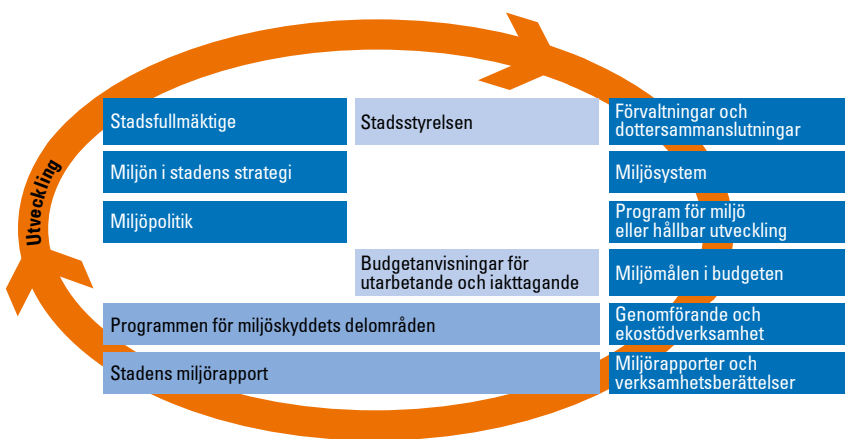 Utveckling
Stadsfullmäktige
Stadsstyrelsen
Förvaltningar och
dottersammanslutningar
Miljön i stadens strategi
Miljösystem
Miljöpolitik
Program för miljö
eller hållbar utveckling
Budgetanvisningar för
utarbetande och iakttagande
Miljömålen i budgeten
Programmen för miljöskyddets delområden
Genomförande och
ekostödverksamhet
Stadens miljörapport
Miljörapporter och
verksamhetsberättelser